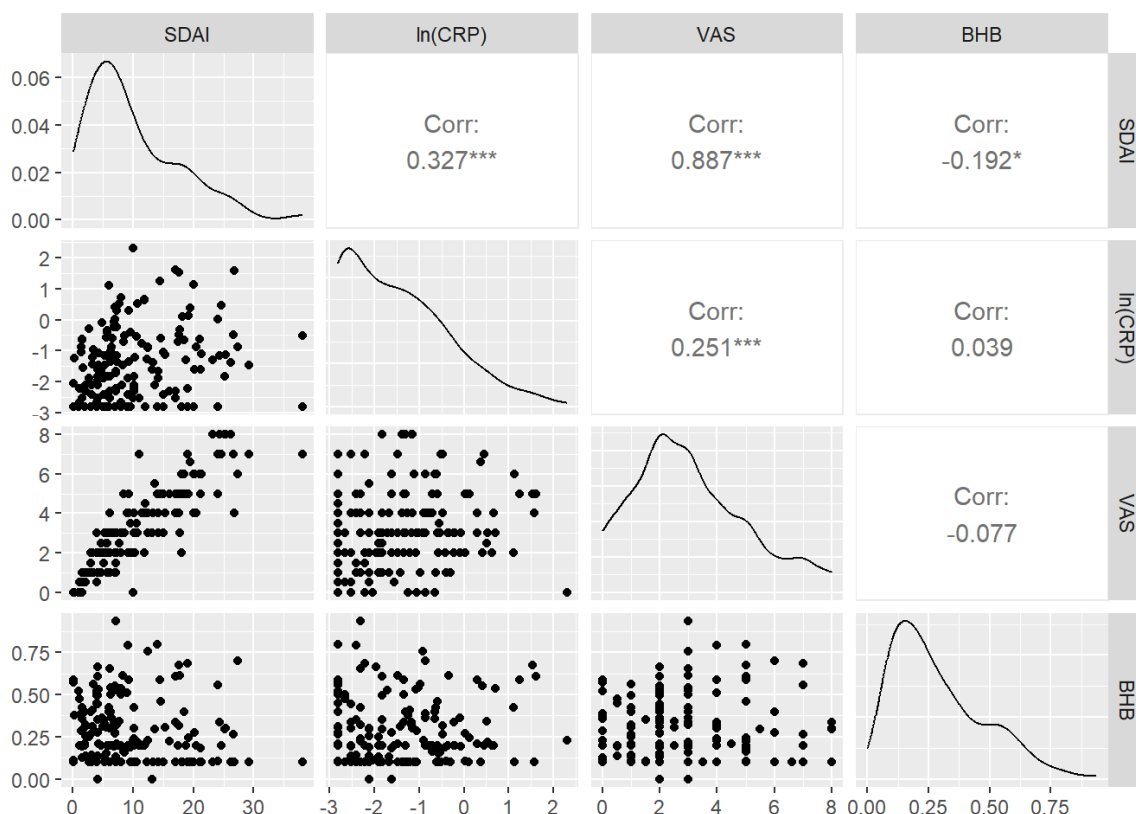 SDAI ln(CRP) VAS BHB
0.06
0.04
0.02
0.00
Corr:
0.327***
Corr:
0.887***
Corr:
-0.192*
SDAI
2
1
0
-1
-2
-3
Corr:
0.251***
Corr:
0.039
ln(CRP)
8
6
4
2
0
Corr:
-0.077
VAS
0.75
0.50
0.25
0.00
BHB
0 10 20 30
-3 -2 -1 0 1 2
0 2 4 6 8
0.00 0.25 0.50 0.75